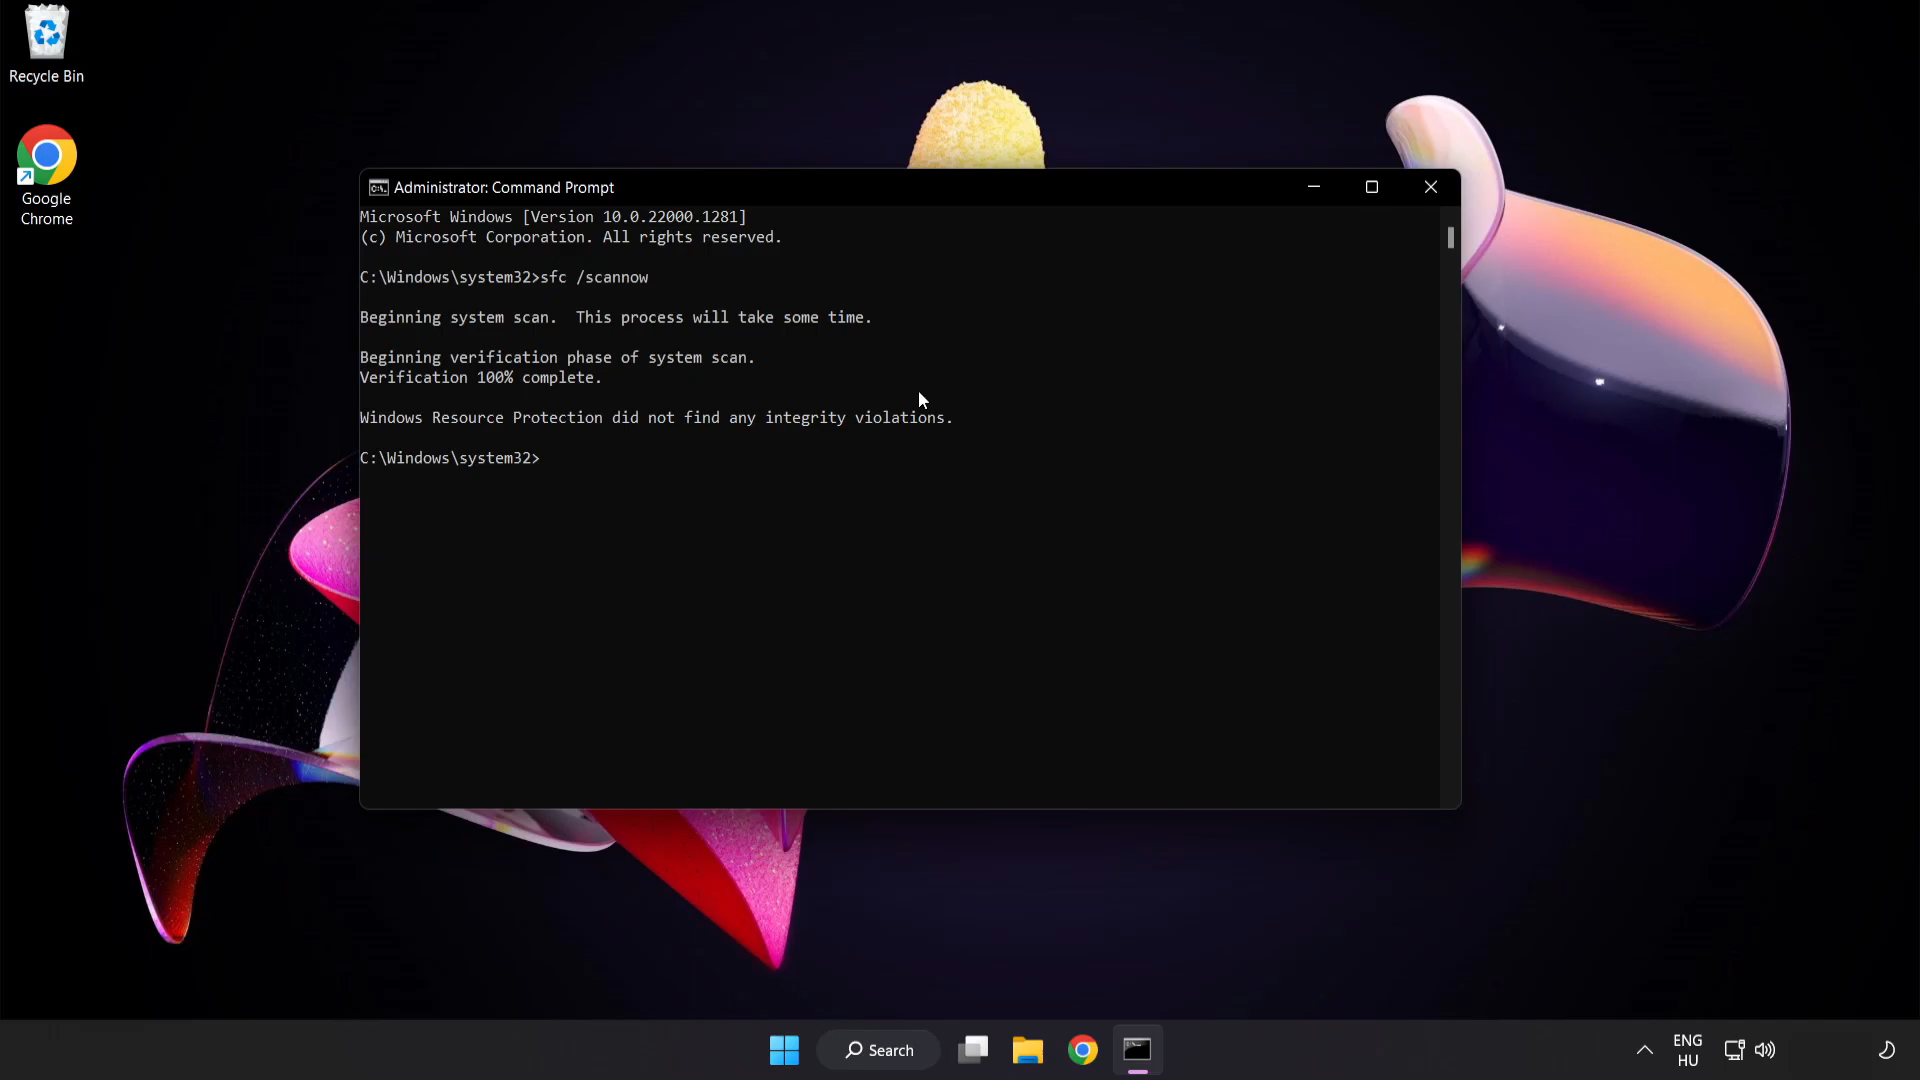 Recycle Bin
Google
Chrome
Administrator: Command Prompt
Microsoft Windows [Version 10.0.22000.1281]
(c) Microsoft Corporation. All rights reserved.
C:\Windows\system32>sfc /scannow
Beginning system scan.  This process will take some time.
Beginning verification phase of system scan.
Verification 100% complete.
Windows Resource Protection did not find any integrity violations.
C:\Windows\system32>
Search
ENG
HU